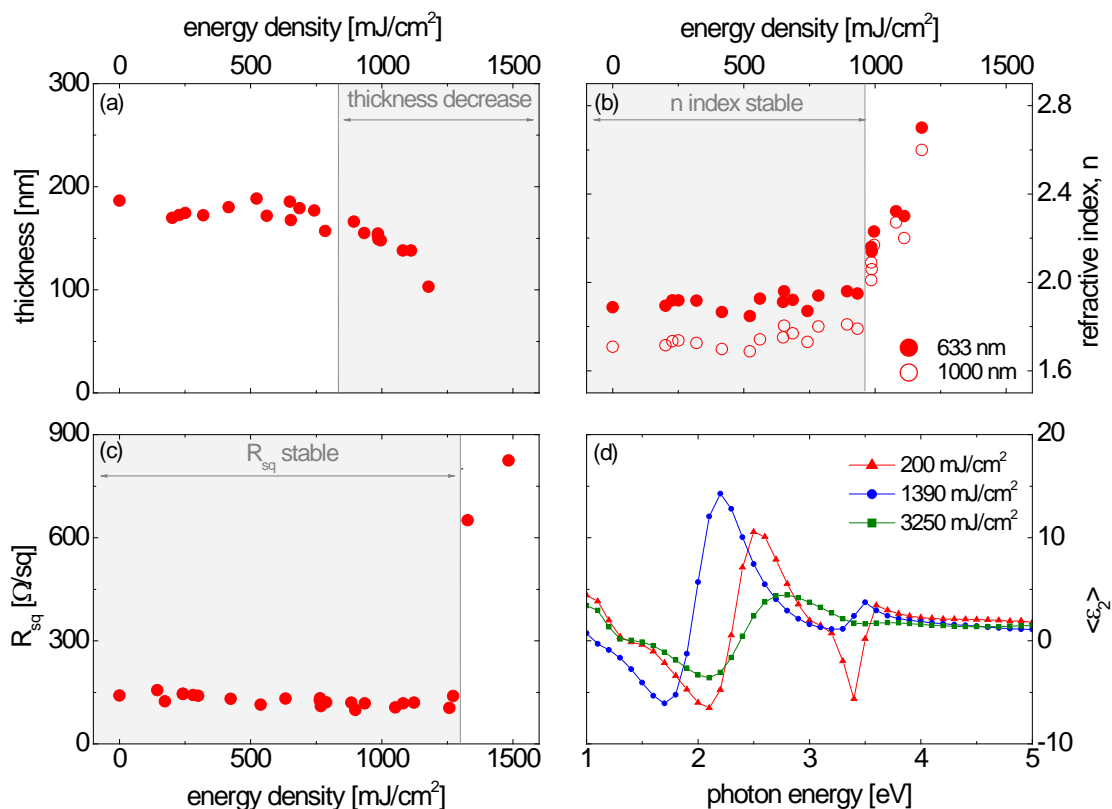 energy density [mJ/cm²]
energy density [mJ/cm²]
0 500 1000 1500
0 500 1000 1500
300
200
100
0
thickness [nm]
(a)
thickness decrease
(b)
n index stable
2.8
2.4
2.0
1.6
refractive index, n
633 nm
1000 nm
900
600
300
0
R_sq [Ω/sq]
(c)
R_sq stable
(d)
200 mJ/cm²
1390 mJ/cm²
3250 mJ/cm²
20
10
0
-10
<ε₂>
0 500 1000 1500
1 2 3 4 5
energy density [mJ/cm²]
photon energy [eV]